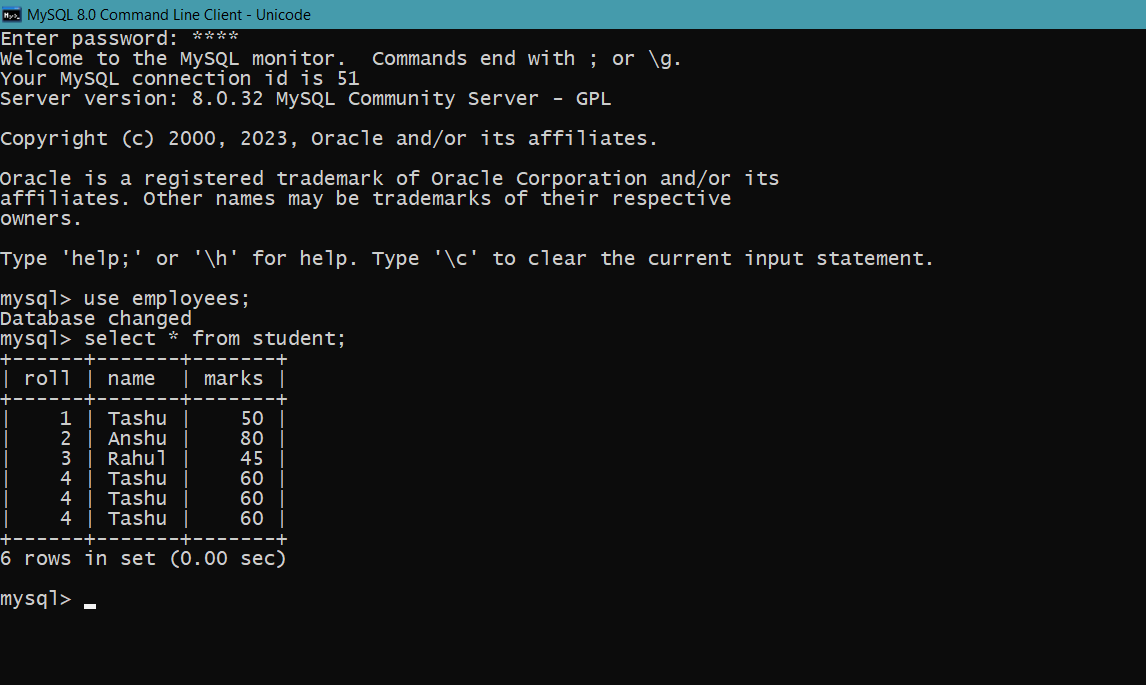 MySQL 8.0 Command Line Client - Unicode
Enter password: ****
Welcome to the MySQL monitor.  Commands end with ; or \g.
Your MySQL connection id is 51
Server version: 8.0.32 MySQL Community Server - GPL
Copyright (c) 2000, 2023, Oracle and/or its affiliates.
Oracle is a registered trademark of Oracle Corporation and/or its
affiliates. Other names may be trademarks of their respective
owners.
Type 'help;' or '\h' for help. Type '\c' to clear the current input statement.
mysql> use employees;
Database changed
mysql> select * from student;
+------+-------+-------+
| roll | name  | marks |
+------+-------+-------+
|    1 | Tashu |    50 |
|    2 | Anshu |    80 |
|    3 | Rahul |    45 |
|    4 | Tashu |    60 |
|    4 | Tashu |    60 |
|    4 | Tashu |    60 |
+------+-------+-------+
6 rows in set (0.00 sec)
mysql>